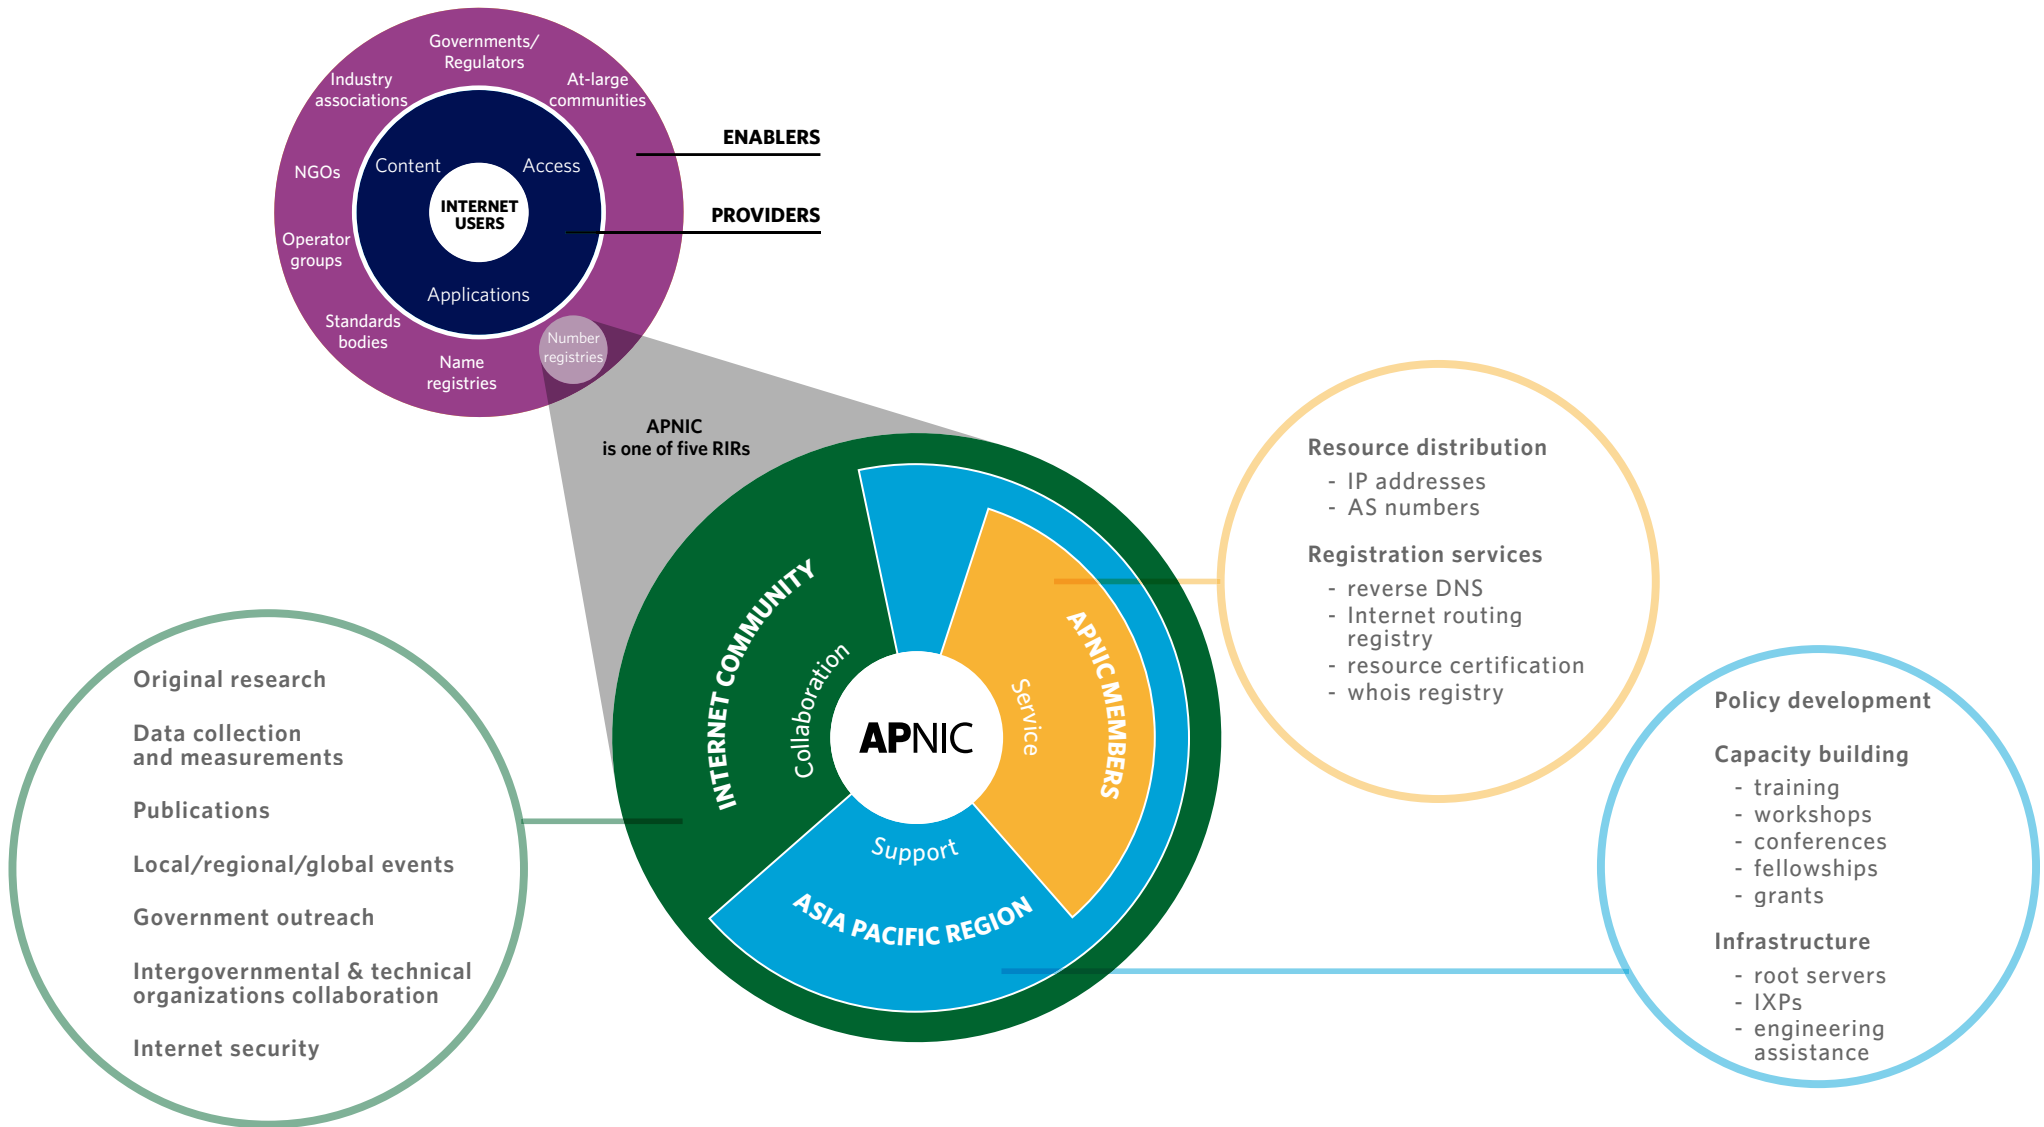 Governments/
Regulators
Industry
associations
At-large
communities
NGOs
Content
Access
INTERNET
USERS
Operator
groups
Applications
Standards
bodies
Name
registries
Number
registries
ENABLERS
PROVIDERS
APNIC
is one of five RIRs
INTERNET COMMUNITY
Collaboration
APNIC
Service
APNIC MEMBERS
Support
ASIA PACIFIC REGION
Original research
Data collection
and measurements
Publications
Local/regional/global events
Government outreach
Intergovernmental & technical
organizations collaboration
Internet security
Resource distribution
- IP addresses
- AS numbers
Registration services
- reverse DNS
- Internet routing
registry
- resource certification
- whois registry
Policy development
Capacity building
- training
- workshops
- conferences
- fellowships
- grants
Infrastructure
- root servers
- IXPs
- engineering
assistance